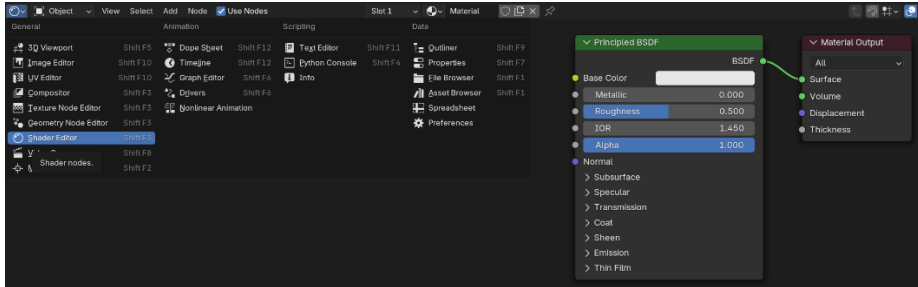 Object View Select Add Node Use Nodes Slot 1 Material
General Animation Scripting Data
3D Viewport Shift F5 Dope Sheet Shift F12 Text Editor Shift F11 Outliner Shift F9
Image Editor Shift F10 Timeline Shift F12 Python Console Shift F4 Properties Shift F7
UV Editor Shift F10 Graph Editor Shift F6 Info File Browser Shift F1
Compositor Shift F3 Drivers Shift F6 Asset Browser Shift F1
Texture Node Editor Shift F3 Nonlinear Animation Spreadsheet
Geometry Node Editor Shift F3 Preferences
Shader Editor Shift F3
Shift F8
Shader nodes.
Shift F2
Principled BSDF
BSDF
Base Color
Metallic 0.000
Roughness 0.500
IOR 1.450
Alpha 1.000
Normal
Subsurface
Specular
Transmission
Coat
Sheen
Emission
Thin Film
Material Output
All
Surface
Volume
Displacement
Thickness